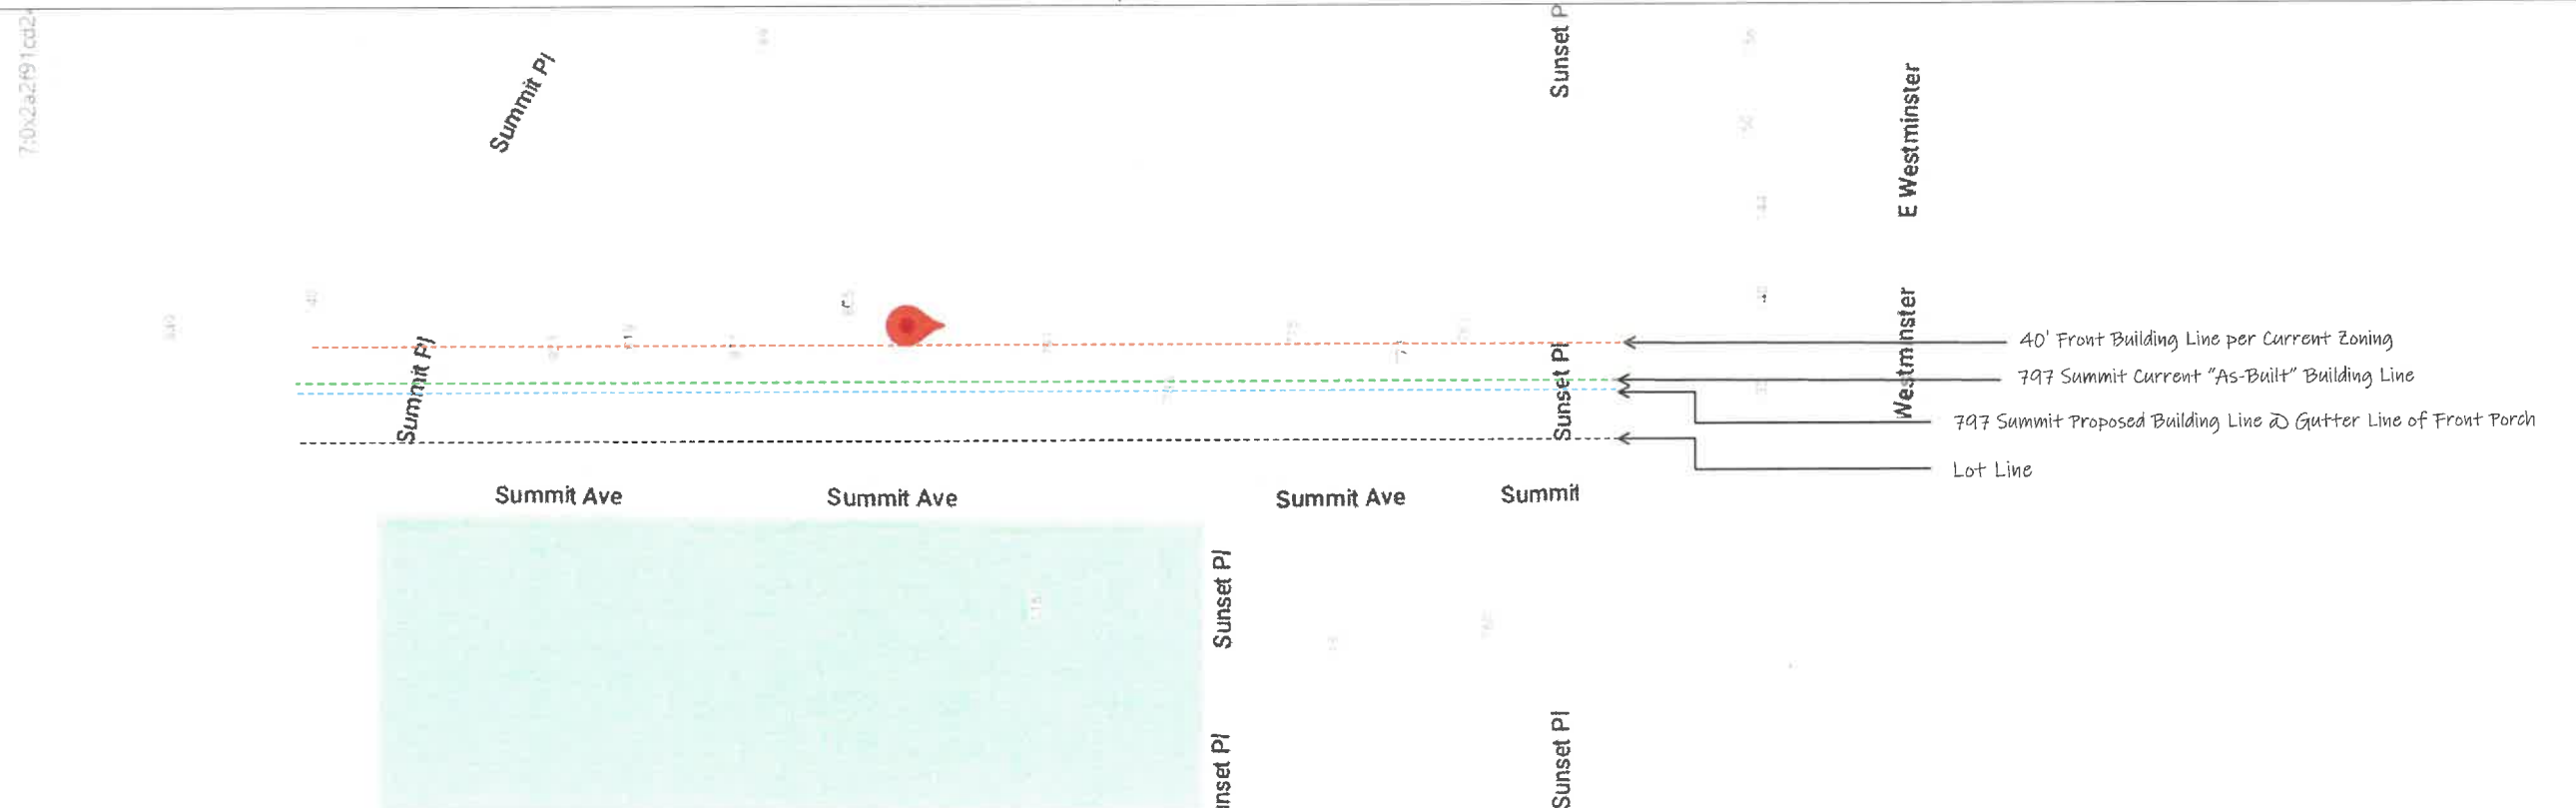 7:0x2a2f91cd2
Summit Pl
Sunset P
E Westminster
Westminster
Summit Pl
Sunset Pl
40' Front Building Line per Current Zoning
797 Summit Current "As-Built" Building Line
797 Summit Proposed Building Line @ Gutter Line of Front Porch
Lot Line
Summit Ave
Summit Ave
Summit Ave
Summit
Sunset Pl
nset Pl
Sunset Pl